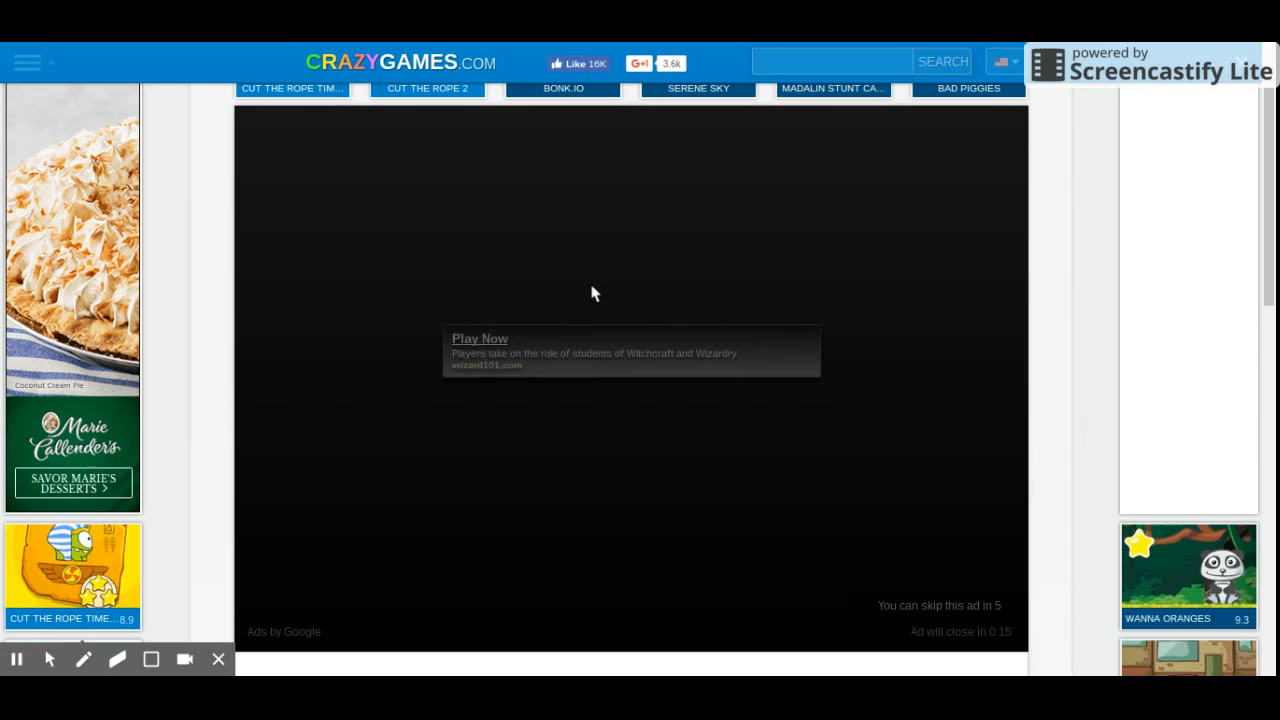 powered by
Screencastify Lite
CRAZYGAMES.COM
Like 16K
G+1
3.6k
SEARCH
CUT THE ROPE TIM...
CUT THE ROPE 2
BONK.IO
SERENE SKY
MADALIN STUNT CA...
BAD PIGGIES
Play Now
Players take on the role of students of Witchcraft and Wizardry
wizard101.com
Coconut Cream Pie
Marie
Callender's
SAVOR MARIE'S
DESSERTS >
You can skip this ad in 5
Ads by Google
Ad will close in 0:15
CUT THE ROPE TIME... 8.9
WANNA ORANGES 9.3